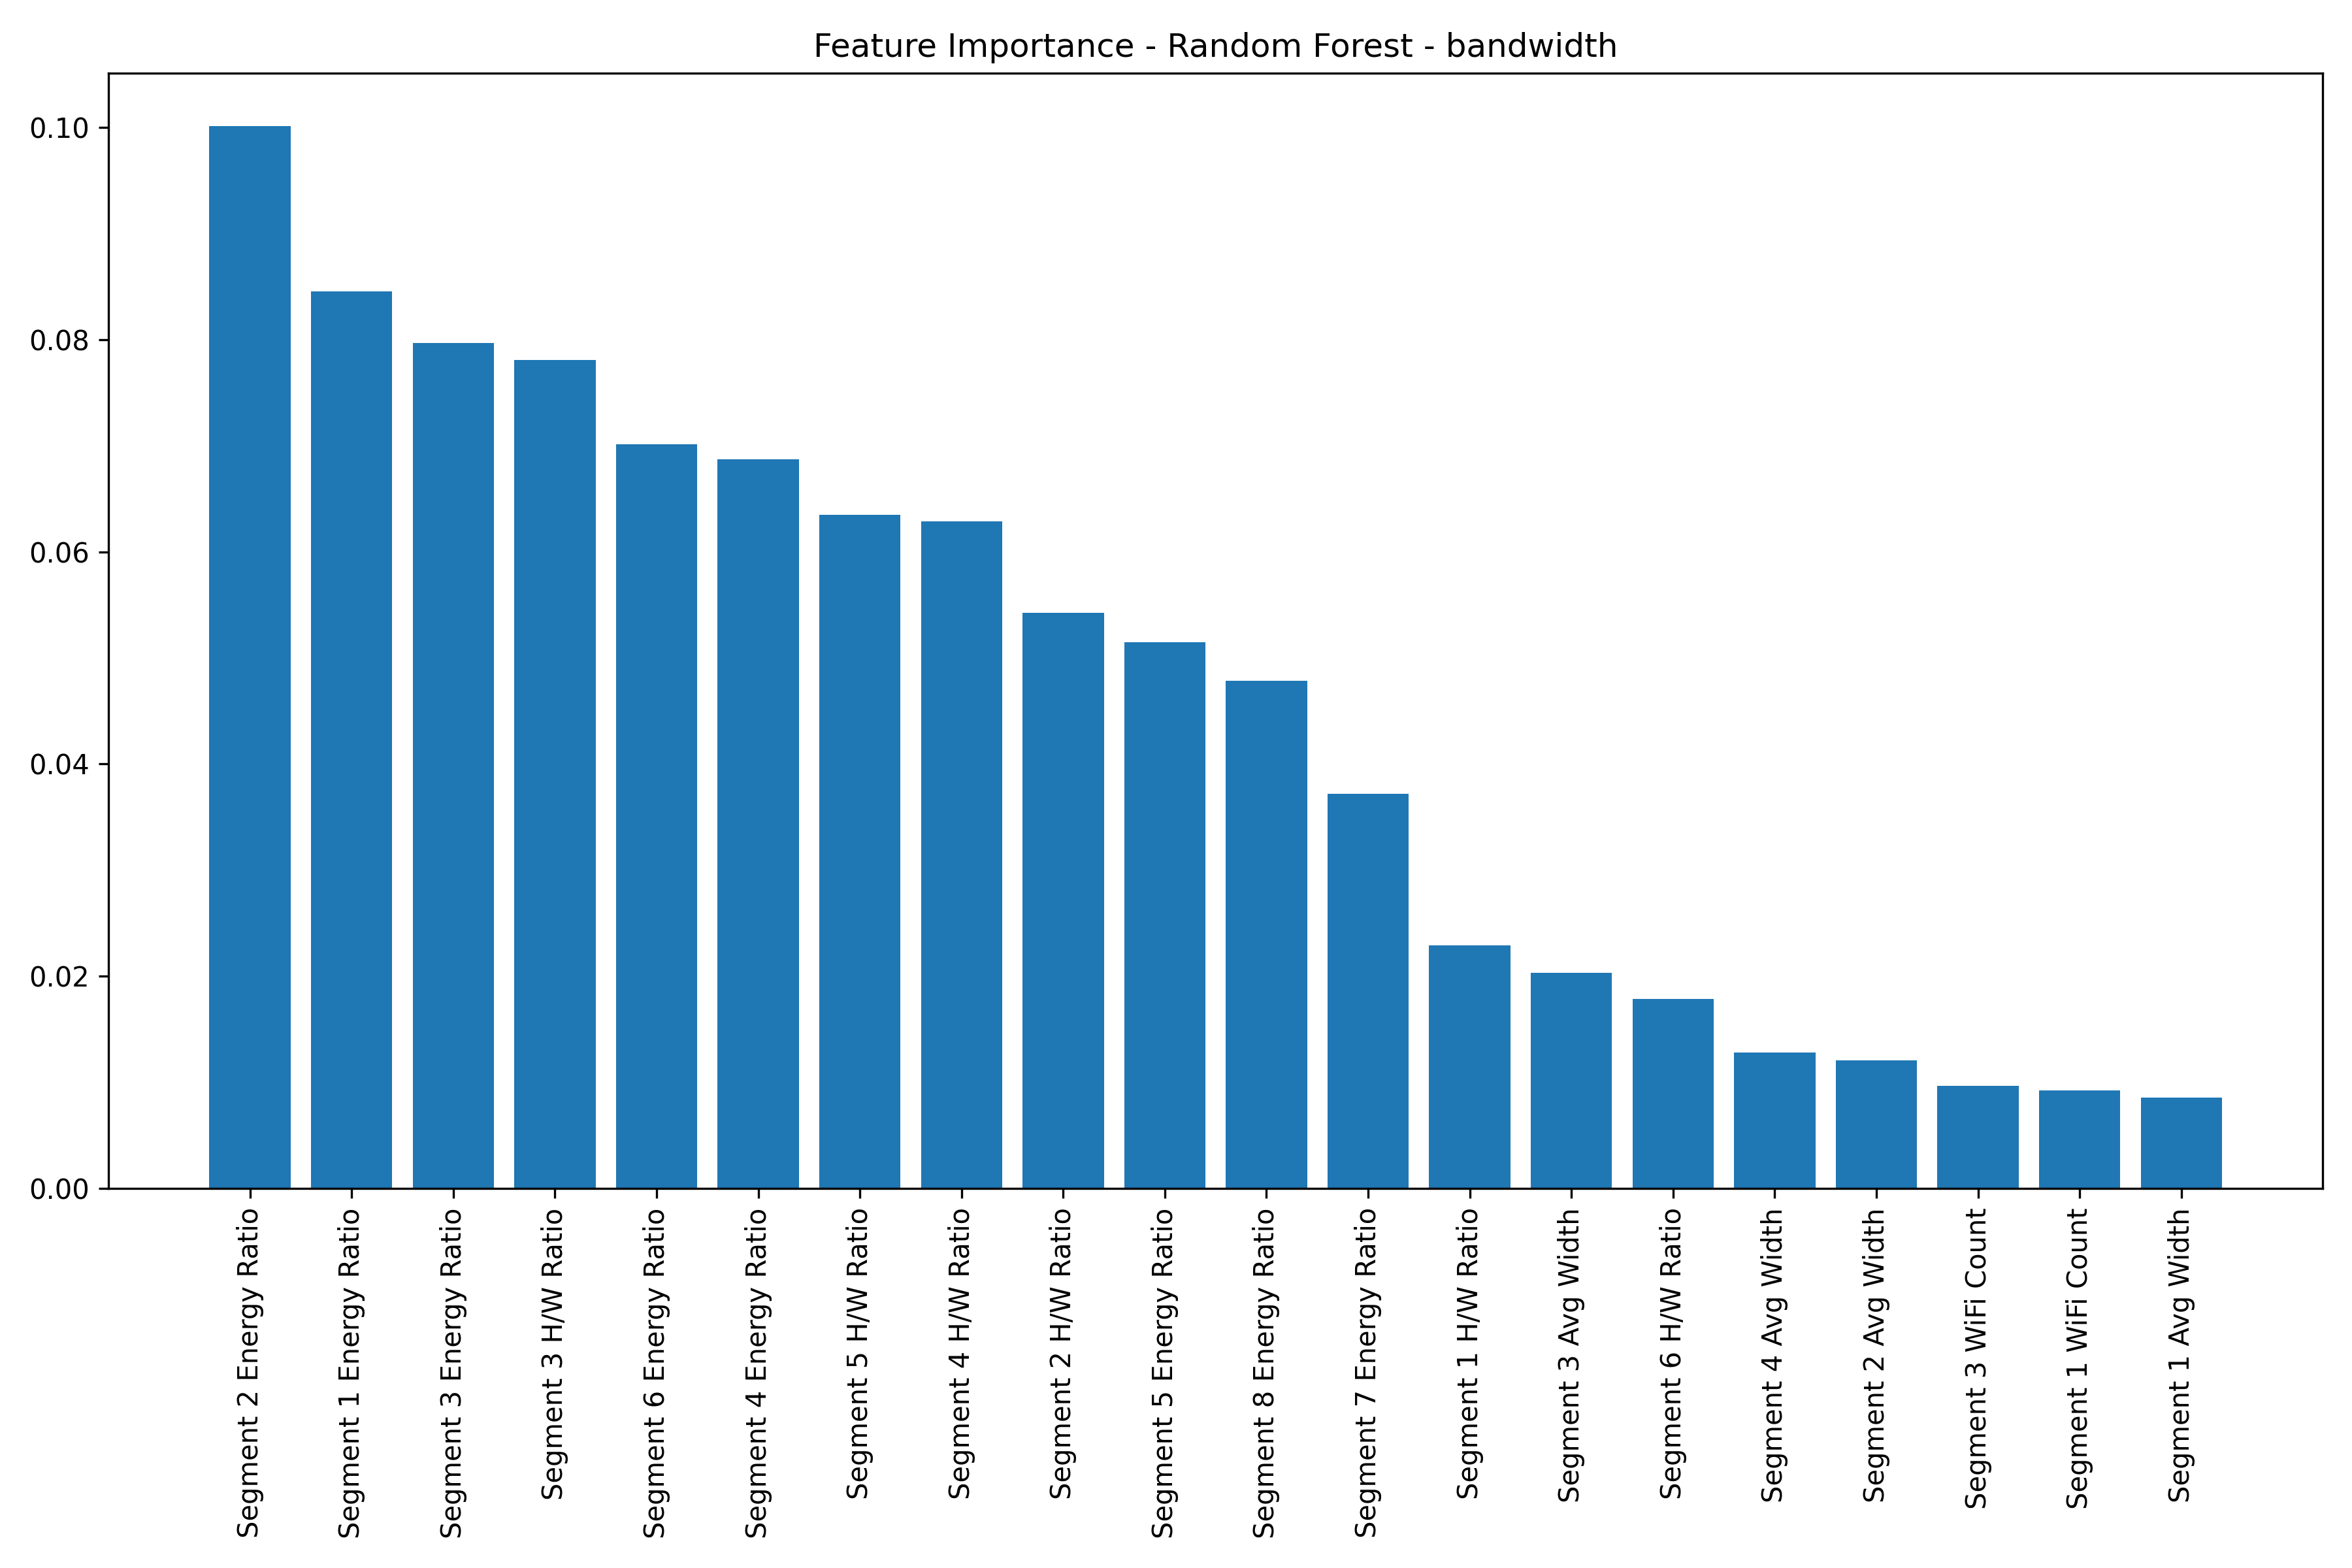 Feature Importance - Random Forest - bandwidth
0.10
0.08
0.06
0.04
0.02
0.00
Segment 2 Energy Ratio
Segment 1 Energy Ratio
Segment 3 Energy Ratio
Segment 3 H/W Ratio
Segment 6 Energy Ratio
Segment 4 Energy Ratio
Segment 5 H/W Ratio
Segment 4 H/W Ratio
Segment 2 H/W Ratio
Segment 5 Energy Ratio
Segment 8 Energy Ratio
Segment 7 Energy Ratio
Segment 1 H/W Ratio
Segment 3 Avg Width
Segment 6 H/W Ratio
Segment 4 Avg Width
Segment 2 Avg Width
Segment 3 WiFi Count
Segment 1 WiFi Count
Segment 1 Avg Width